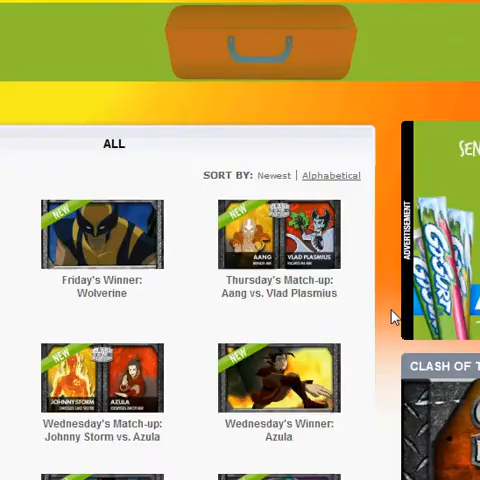 ALL
SORT BY: Newest | Alphabetical
NEW
Friday's Winner:
Wolverine
NEW
AANG
VLAD PLASMIUS
Thursday's Match-up:
Aang vs. Vlad Plasmius
NEW
JOHNNY STORM
AZULA
Wednesday's Match-up:
Johnny Storm vs. Azula
NEW
Wednesday's Winner:
Azula
ADVERTISEMENT
SEN
GoGURT
CLASH OF T